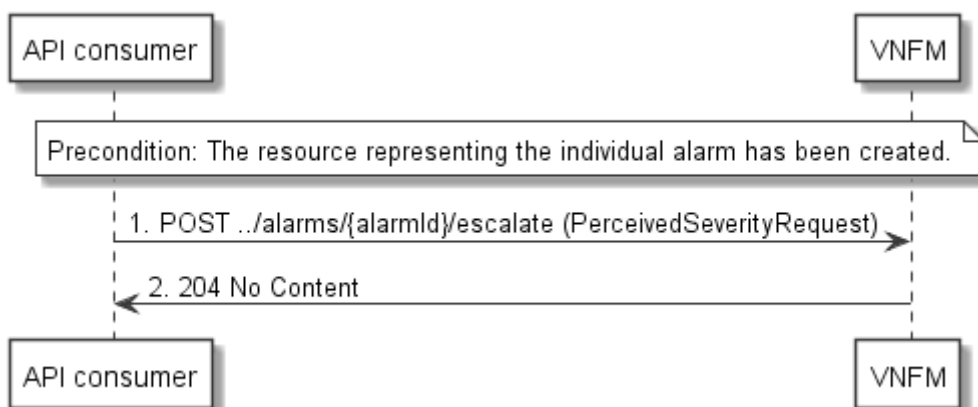 API consumer
VNFM
Precondition: The resource representing the individual alarm has been created.
1. POST ../alarms/{alarmId}/escalate (PerceivedSeverityRequest)
2. 204 No Content
API consumer
VNFM